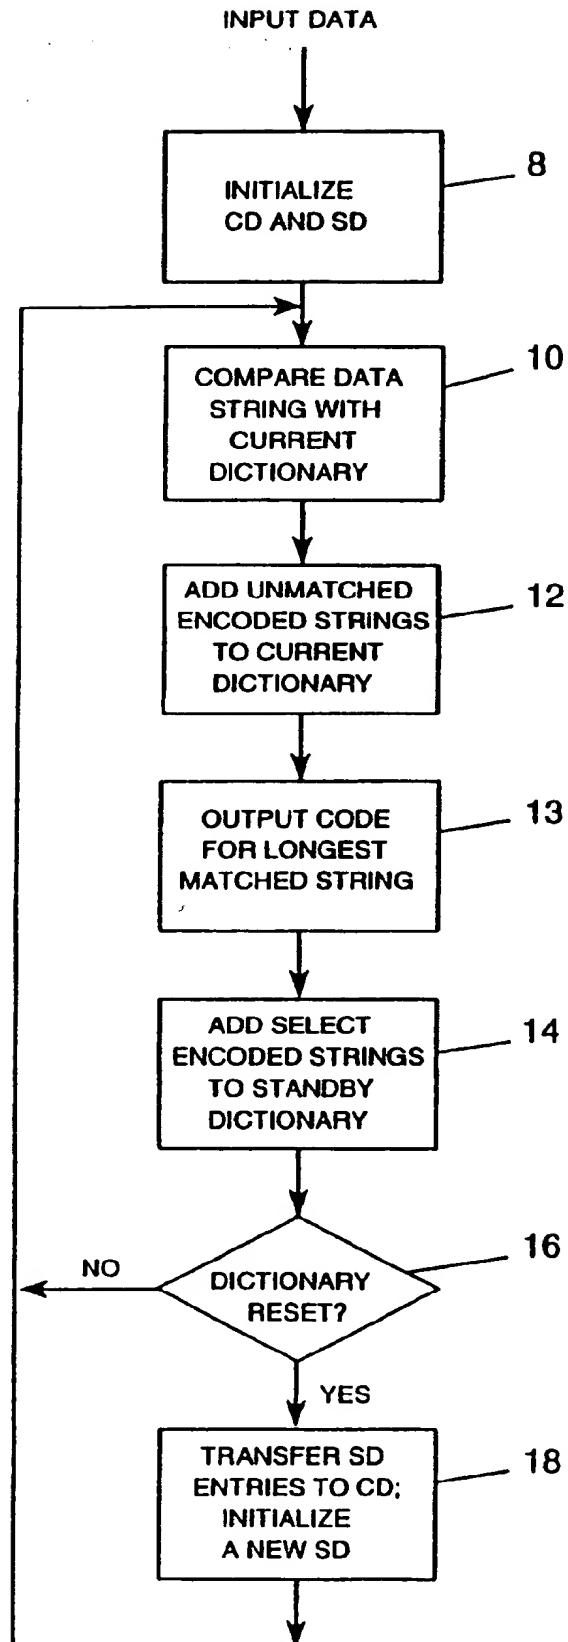 INPUT DATA
8
INITIALIZE
CD AND SD
10
COMPARE DATA
STRING WITH
CURRENT
DICTIONARY
12
ADD UNMATCHED
ENCODED STRINGS
TO CURRENT
DICTIONARY
13
OUTPUT CODE
FOR LONGEST
MATCHED STRING
14
ADD SELECT
ENCODED STRINGS
TO STANDBY
DICTIONARY
16
NO
DICTIONARY
RESET?
YES
18
TRANSFER SD
ENTRIES TO CD;
INITIALIZE
A NEW SD